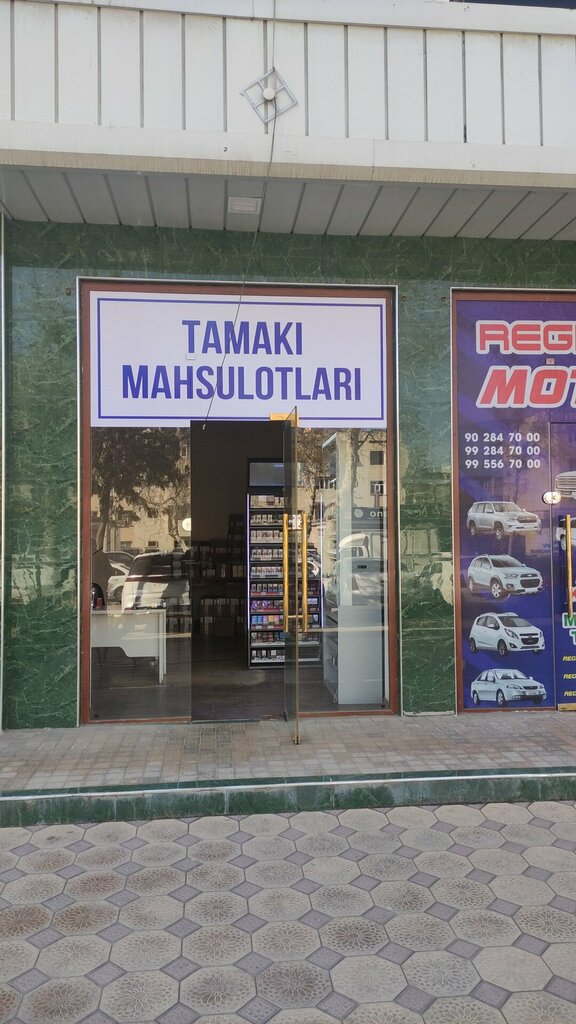 TAMAKI
MAHSULOTLARI
REG
MOT
90 284 70 00
99 284 70 00
99 556 70 00